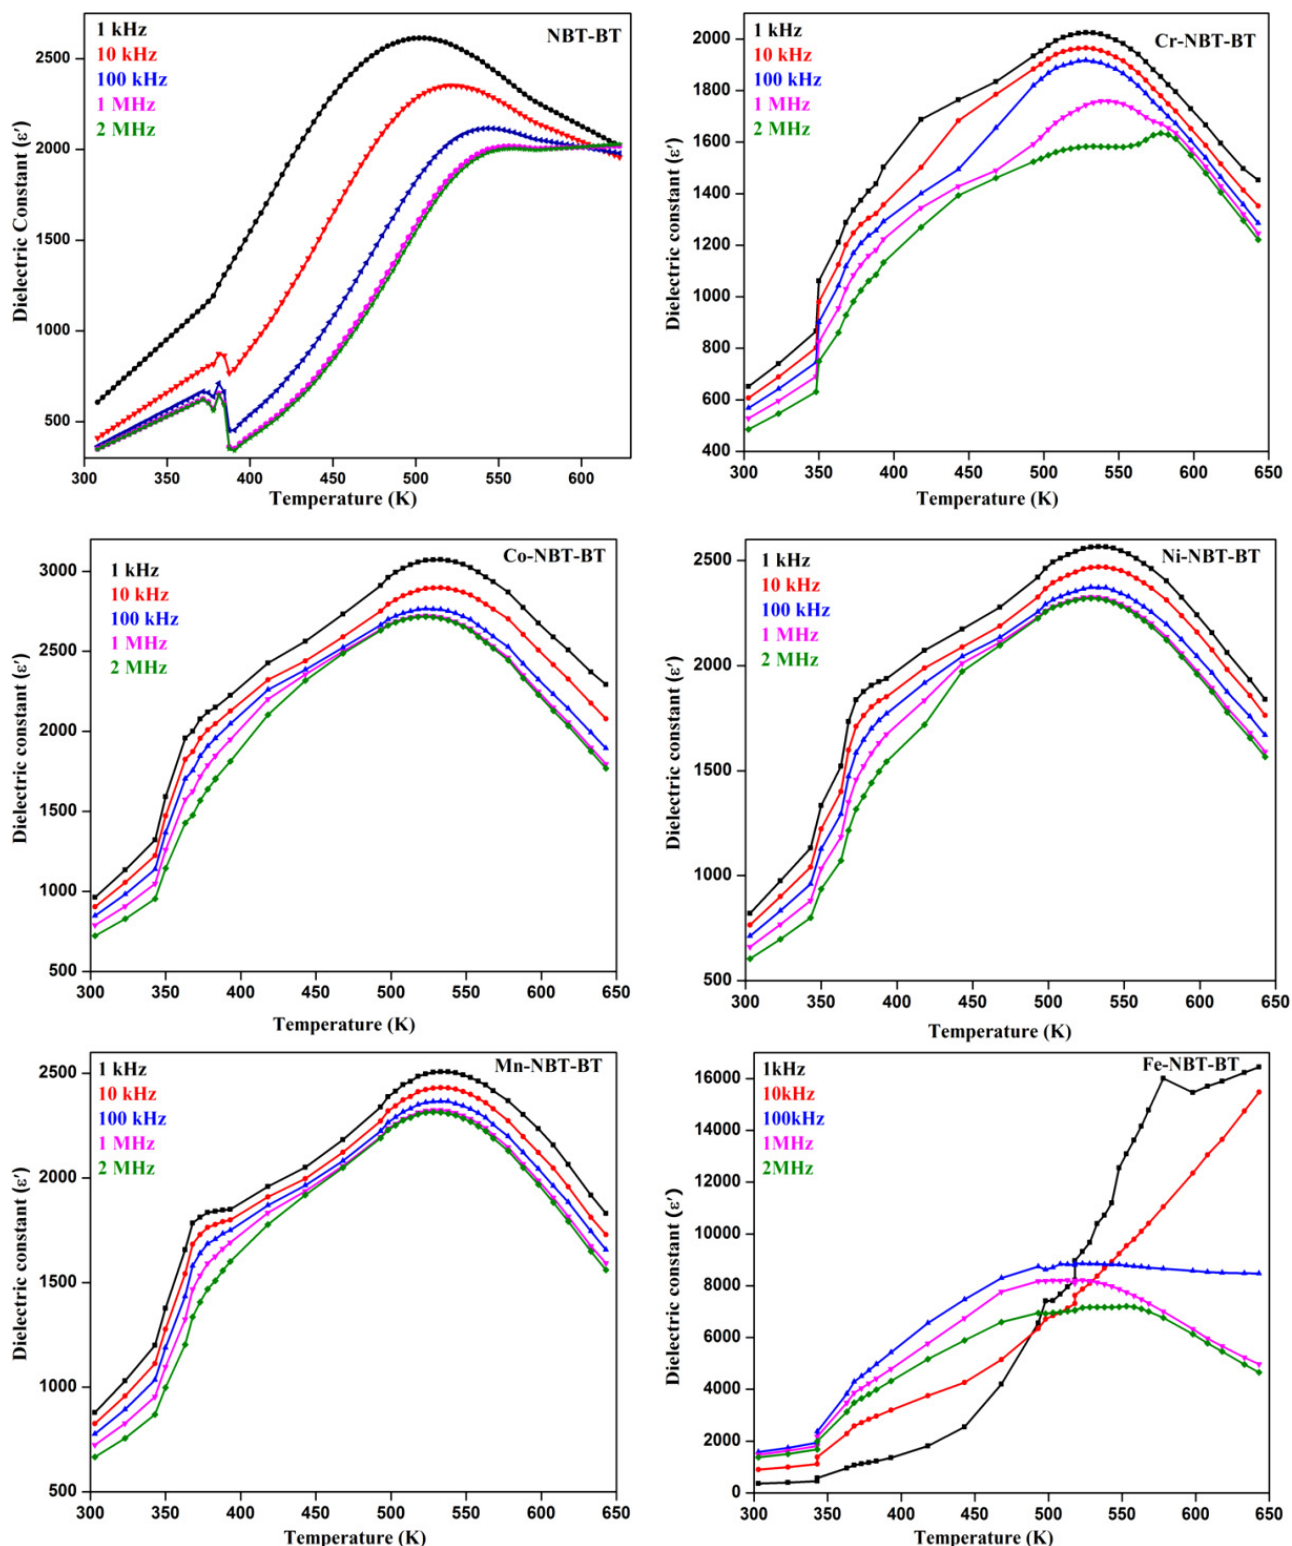 1 kHz
10 kHz
100 kHz
1 MHz
2 MHz
NBT-BT
2500
2000
1500
1000
500
300 350 400 450 500 550 600
Temperature (K)
Dielectric Constant (ε′)
1 kHz
10 kHz
100 kHz
1 MHz
2 MHz
Cr-NBT-BT
2000
1800
1600
1400
1200
1000
800
600
400
300 350 400 450 500 550 600 650
Temperature (K)
Dielectric constant (ε′)
1 kHz
10 kHz
100 kHz
1 MHz
2 MHz
Co-NBT-BT
3000
2500
2000
1500
1000
500
300 350 400 450 500 550 600 650
Temperature (K)
Dielectric constant (ε′)
1 kHz
10 kHz
100 kHz
1 MHz
2 MHz
Ni-NBT-BT
2500
2000
1500
1000
500
300 350 400 450 500 550 600 650
Temperature (K)
Dielectric constant (ε′)
1 kHz
10 kHz
100 kHz
1 MHz
2 MHz
Mn-NBT-BT
2500
2000
1500
1000
500
300 350 400 450 500 550 600 650
Temperature (K)
Dielectric constant (ε′)
1kHz
10kHz
100kHz
1MHz
2MHz
Fe-NBT-BT
16000
14000
12000
10000
8000
6000
4000
2000
0
300 350 400 450 500 550 600 650
Temperature (K)
Dielectric constant (ε′)